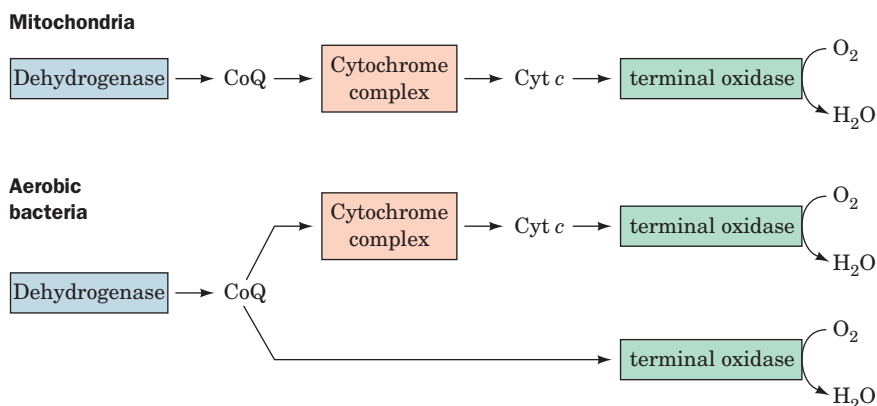 Mitochondria
Dehydrogenase
CoQ
Cytochrome
complex
Cyt c
terminal oxidase
O₂
H₂O
Aerobic
bacteria
Dehydrogenase
CoQ
Cytochrome
complex
Cyt c
terminal oxidase
O₂
H₂O
terminal oxidase
O₂
H₂O